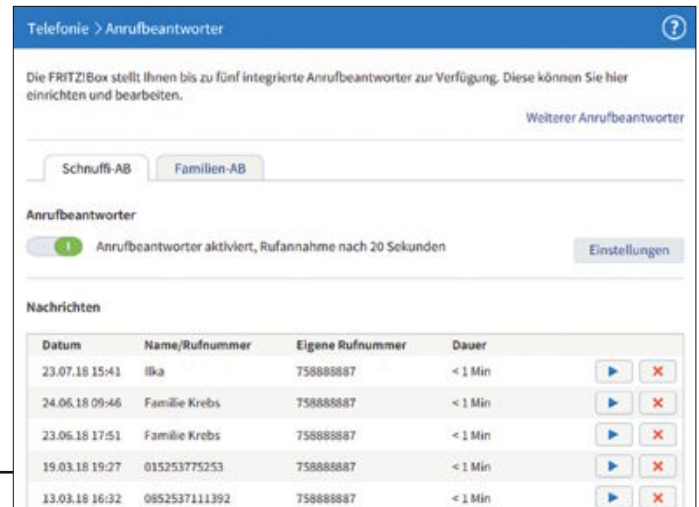 Telefonie > Anrufbeantworter ?
Die FRITZ!Box stellt Ihnen bis zu fünf integrierte Anrufbeantworter zur Verfügung. Diese können Sie hier
einrichten und bearbeiten.
Weiterer Anrufbeantworter
Schnuffi-AB Familien-AB
Anrufbeantworter
Anrufbeantworter aktiviert, Rufannahme nach 20 Sekunden Einstellungen
Nachrichten
Datum Name/Rufnummer Eigene Rufnummer Dauer
23.07.18 15:41 Ilka 758888887 < 1 Min
24.06.18 09:46 Familie Krebs 758888887 < 1 Min
23.06.18 17:51 Familie Krebs 758888887 < 1 Min
19.03.18 19:27 015253775253 758888887 < 1 Min
13.03.18 16:32 0852537111392 758888887 < 1 Min